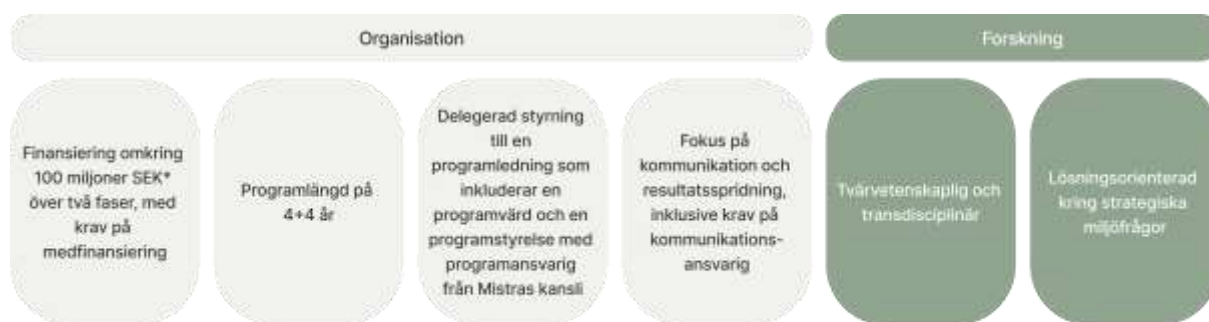 Organisation
Forskning
Finansiering omkring
100 miljoner SEK*
över två faser, med
krav på
medfinansiering
Programlängd på
4+4 år
Delegerad styrning
till en
programledning som
inkluderar en
programvärd och en
programstyrelse med
programansvarig
från Mistras kansli
Fokus på
kommunikation och
resultatsspridning,
inklusive krav på
kommunikations-
ansvarig
Tvärvetenskaplig och
transdisciplinär
Lösningsorienterad
kring strategiska
miljöfrågor